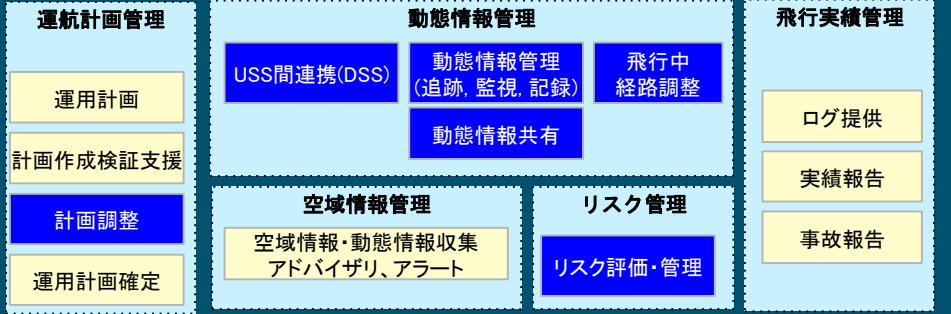 運航計画管理
運用計画
計画作成検証支援
計画調整
運用計画確定
動態情報管理
USS間連携(DSS)
動態情報管理
(追跡, 監視, 記録)
飛行中
経路調整
動態情報共有
空域情報管理
空域情報・動態情報収集
アドバイザリ、アラート
リスク管理
リスク評価・管理
飛行実績管理
ログ提供
実績報告
事故報告